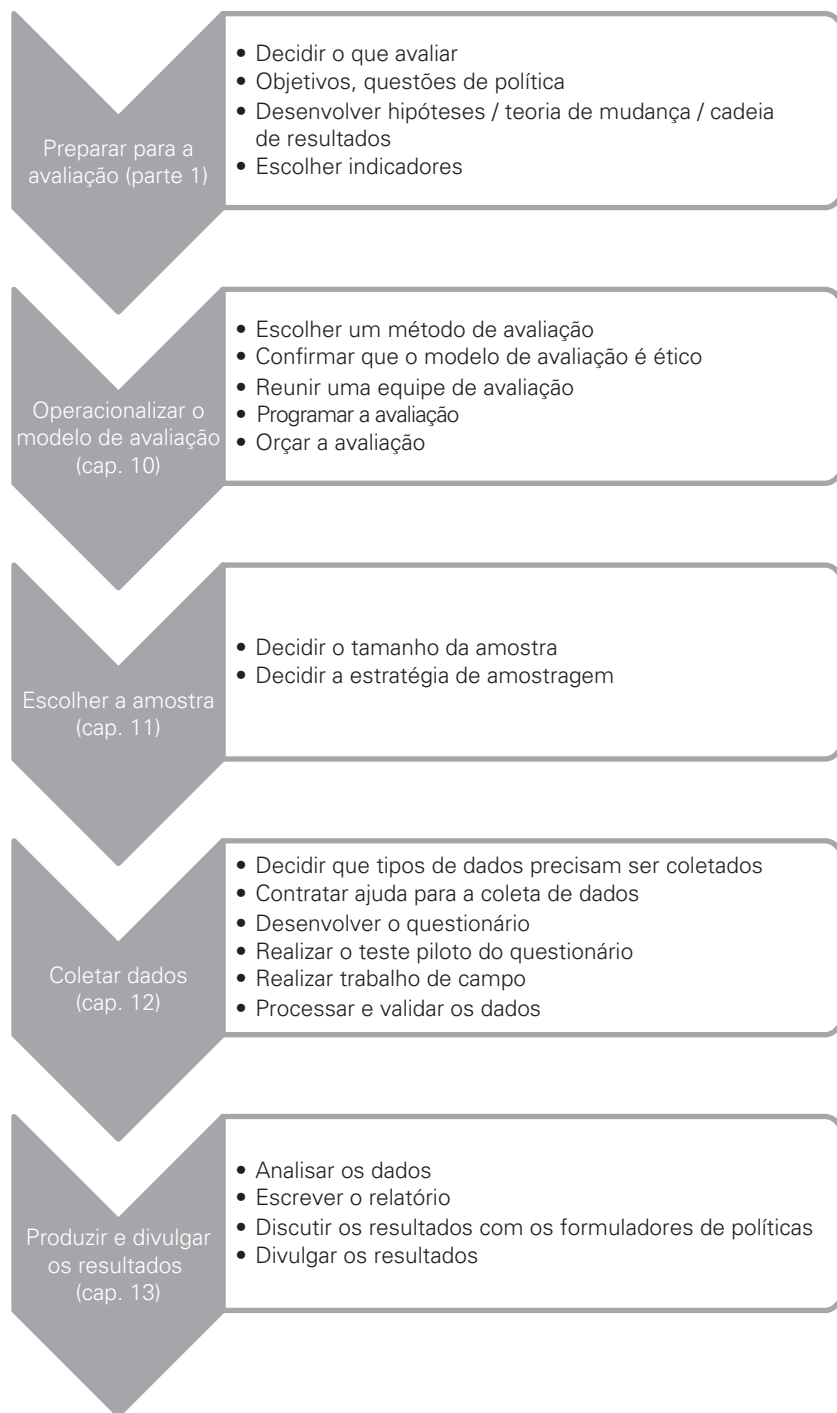 Preparar para a
avaliação (parte 1)
• Decidir o que avaliar
• Objetivos, questões de política
• Desenvolver hipóteses / teoria de mudança / cadeia
de resultados
• Escolher indicadores
Operacionalizar o
modelo de avaliação
(cap. 10)
• Escolher um método de avaliação
• Confirmar que o modelo de avaliação é ético
• Reunir uma equipe de avaliação
• Programar a avaliação
• Orçar a avaliação
Escolher a amostra
(cap. 11)
• Decidir o tamanho da amostra
• Decidir a estratégia de amostragem
Coletar dados
(cap. 12)
• Decidir que tipos de dados precisam ser coletados
• Contratar ajuda para a coleta de dados
• Desenvolver o questionário
• Realizar o teste piloto do questionário
• Realizar trabalho de campo
• Processar e validar os dados
Produzir e divulgar
os resultados
(cap. 13)
• Analisar os dados
• Escrever o relatório
• Discutir os resultados com os formuladores de políticas
• Divulgar os resultados